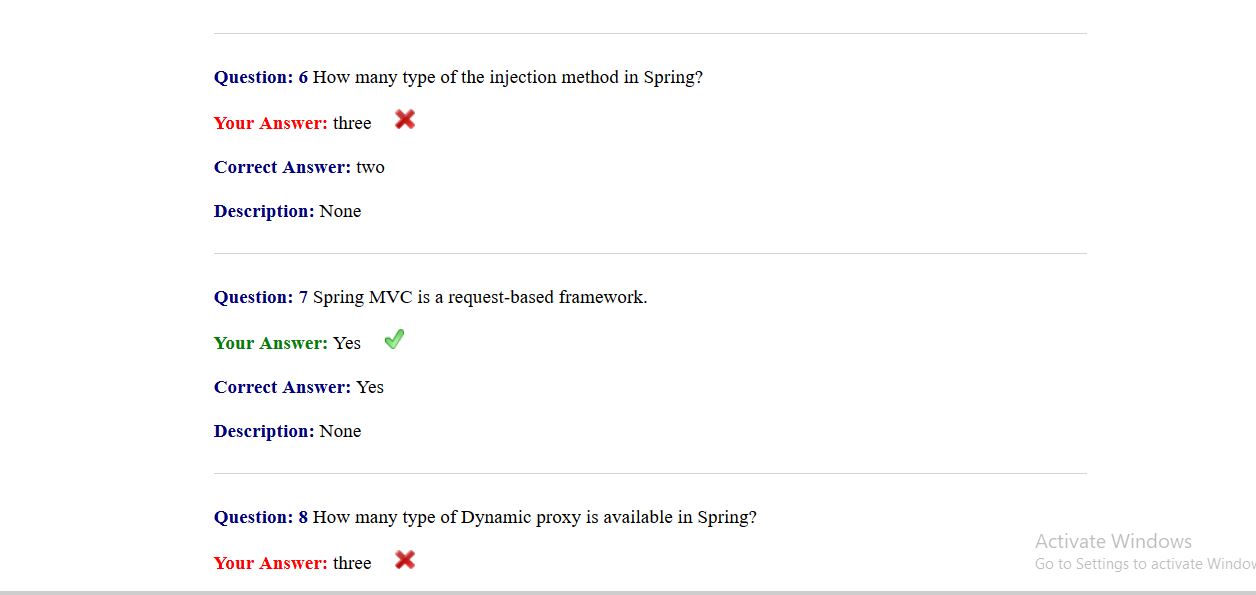 Question: 6 How many type of the injection method in Spring?
Your Answer: three
Correct Answer: two
Description: None
Question: 7 Spring MVC is a request-based framework.
Your Answer: Yes
Correct Answer: Yes
Description: None
Question: 8 How many type of Dynamic proxy is available in Spring?
Your Answer: three
Activate Windows
Go to Settings to activate